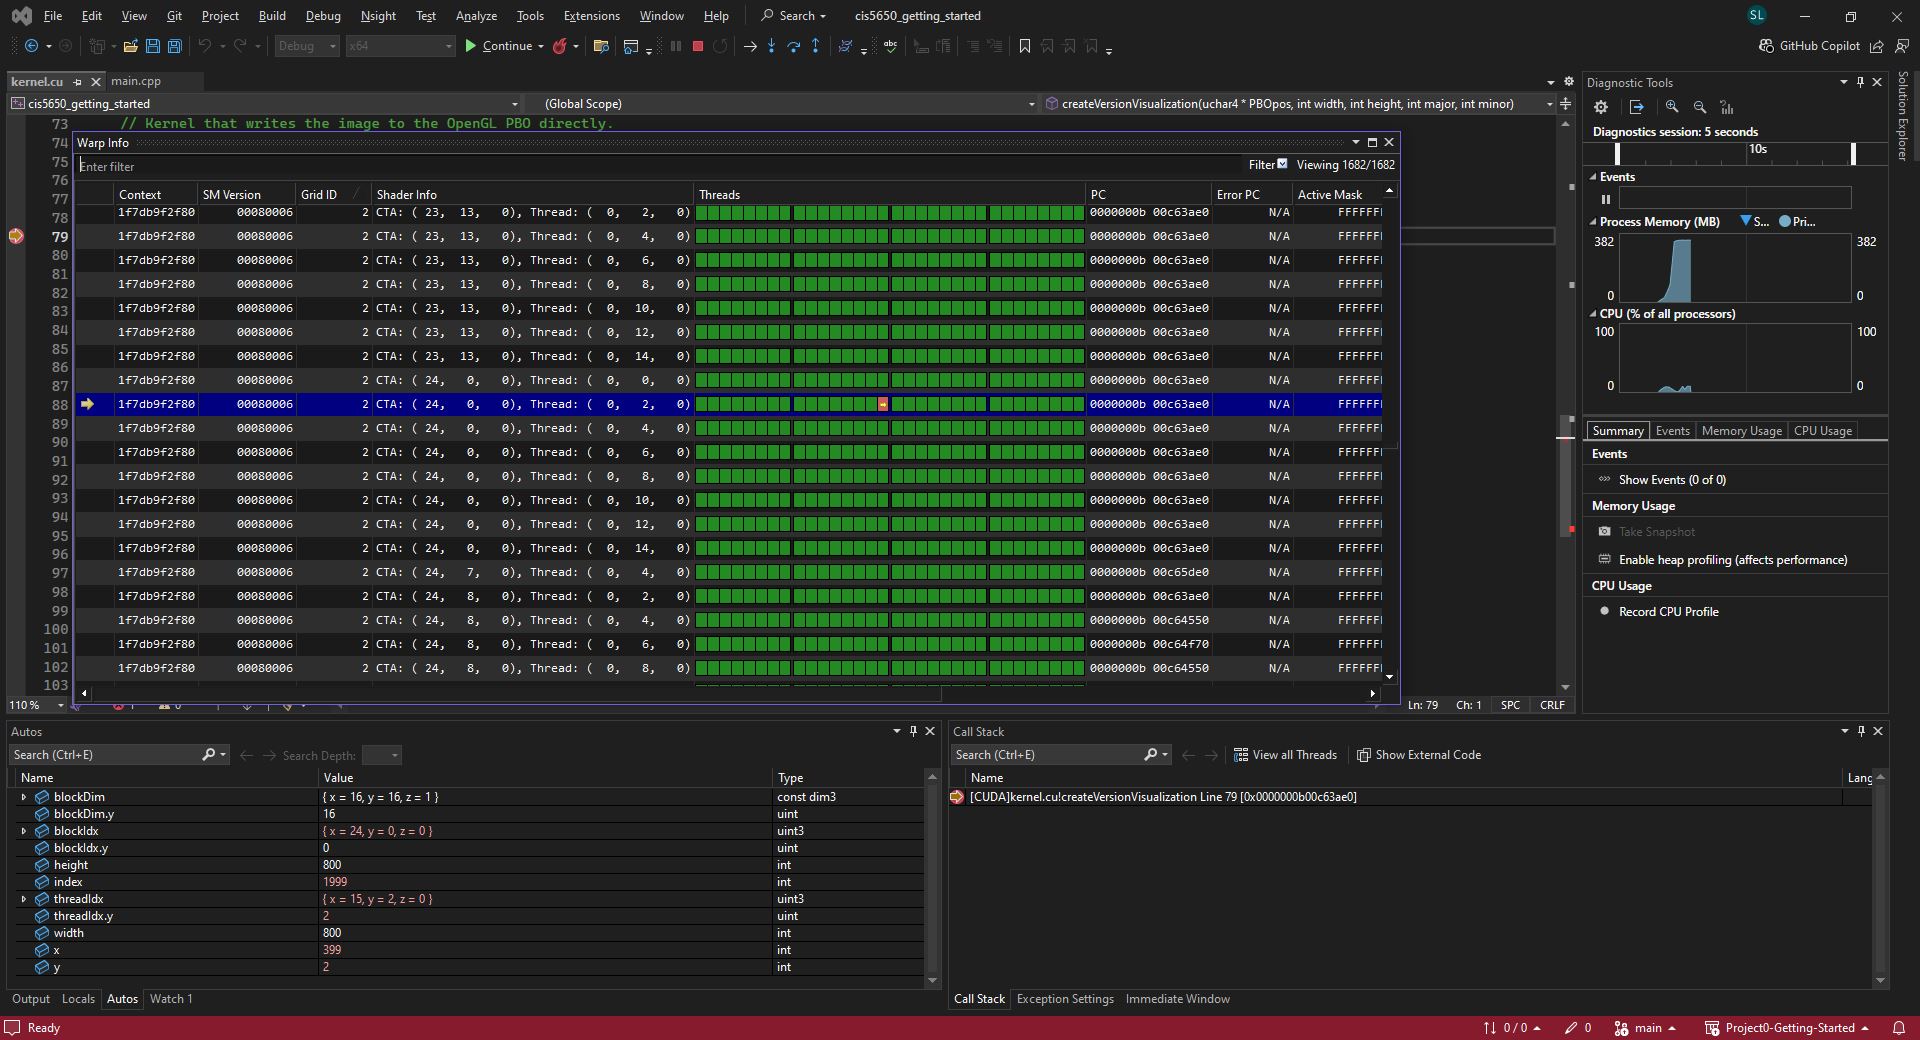 File Edit View Git Project Build Debug Nsight Test Analyze Tools Extensions Window Help Search cis5650_getting_started SL
Debug x64 Continue abc GitHub Copilot
kernel.cu main.cpp
cis5650_getting_started (Global Scope) createVersionVisualization(uchar4 * PBOpos, int width, int height, int major, int minor)
73 // Kernel that writes the image to the OpenGL PBO directly.
74
75
76
77
78
79
80
81
82
83
84
85
86
87
88
89
90
91
92
93
94
95
96
97
98
99
100
101
102
103
Warp Info
Enter filter Filter Viewing 1682/1682
Context SM Version Grid ID Shader Info Threads PC Error PC Active Mask
1f7db9f2f80 00080006 2 CTA: ( 23, 13, 0), Thread: ( 0, 2, 0) 0000000b 00c63ae0 N/A FFFFFF
1f7db9f2f80 00080006 2 CTA: ( 23, 13, 0), Thread: ( 0, 4, 0) 0000000b 00c63ae0 N/A FFFFFF
1f7db9f2f80 00080006 2 CTA: ( 23, 13, 0), Thread: ( 0, 6, 0) 0000000b 00c63ae0 N/A FFFFFF
1f7db9f2f80 00080006 2 CTA: ( 23, 13, 0), Thread: ( 0, 8, 0) 0000000b 00c63ae0 N/A FFFFFF
1f7db9f2f80 00080006 2 CTA: ( 23, 13, 0), Thread: ( 0, 10, 0) 0000000b 00c63ae0 N/A FFFFFF
1f7db9f2f80 00080006 2 CTA: ( 23, 13, 0), Thread: ( 0, 12, 0) 0000000b 00c63ae0 N/A FFFFFF
1f7db9f2f80 00080006 2 CTA: ( 23, 13, 0), Thread: ( 0, 14, 0) 0000000b 00c63ae0 N/A FFFFFF
1f7db9f2f80 00080006 2 CTA: ( 24, 0, 0), Thread: ( 0, 0, 0) 0000000b 00c63ae0 N/A FFFFFF
1f7db9f2f80 00080006 2 CTA: ( 24, 0, 0), Thread: ( 0, 2, 0) 0000000b 00c63ae0 N/A FFFFFF
1f7db9f2f80 00080006 2 CTA: ( 24, 0, 0), Thread: ( 0, 4, 0) 0000000b 00c63ae0 N/A FFFFFF
1f7db9f2f80 00080006 2 CTA: ( 24, 0, 0), Thread: ( 0, 6, 0) 0000000b 00c63ae0 N/A FFFFFF
1f7db9f2f80 00080006 2 CTA: ( 24, 0, 0), Thread: ( 0, 8, 0) 0000000b 00c63ae0 N/A FFFFFF
1f7db9f2f80 00080006 2 CTA: ( 24, 0, 0), Thread: ( 0, 10, 0) 0000000b 00c63ae0 N/A FFFFFF
1f7db9f2f80 00080006 2 CTA: ( 24, 0, 0), Thread: ( 0, 12, 0) 0000000b 00c63ae0 N/A FFFFFF
1f7db9f2f80 00080006 2 CTA: ( 24, 0, 0), Thread: ( 0, 14, 0) 0000000b 00c63ae0 N/A FFFFFF
1f7db9f2f80 00080006 2 CTA: ( 24, 7, 0), Thread: ( 0, 4, 0) 0000000b 00c65de0 N/A FFFFFF
1f7db9f2f80 00080006 2 CTA: ( 24, 8, 0), Thread: ( 0, 2, 0) 0000000b 00c63ae0 N/A FFFFFF
1f7db9f2f80 00080006 2 CTA: ( 24, 8, 0), Thread: ( 0, 4, 0) 0000000b 00c64550 N/A FFFFFF
1f7db9f2f80 00080006 2 CTA: ( 24, 8, 0), Thread: ( 0, 6, 0) 0000000b 00c64f70 N/A FFFFFF
1f7db9f2f80 00080006 2 CTA: ( 24, 8, 0), Thread: ( 0, 8, 0) 0000000b 00c64550 N/A FFFFFF
110 % Ln: 79 Ch: 1 SPC CRLF
Diagnostic Tools
Diagnostics session: 5 seconds
10s
Events
Process Memory (MB) S... Pri...
382 382
0 0
CPU (% of all processors)
100 100
0 0
Summary Events Memory Usage CPU Usage
Events
Show Events (0 of 0)
Memory Usage
Take Snapshot
Enable heap profiling (affects performance)
CPU Usage
Record CPU Profile
Solution Explorer
Autos
Search (Ctrl+E) Search Depth:
Name Value Type
blockDim { x = 16, y = 16, z = 1 } const dim3
blockDim.y 16 uint
blockIdx { x = 24, y = 0, z = 0 } uint3
blockIdx.y 0 uint
height 800 int
index 1999 int
threadIdx { x = 15, y = 2, z = 0 } uint3
threadIdx.y 2 uint
width 800 int
x 399 int
y 2 int
Output Locals Autos Watch 1
Call Stack
Search (Ctrl+E) View all Threads Show External Code
Name Lang
[CUDA]kernel.cu!createVersionVisualization Line 79 [0x0000000b00c63ae0]
Call Stack Exception Settings Immediate Window
Ready 0 / 0 0 main Project0-Getting-Started